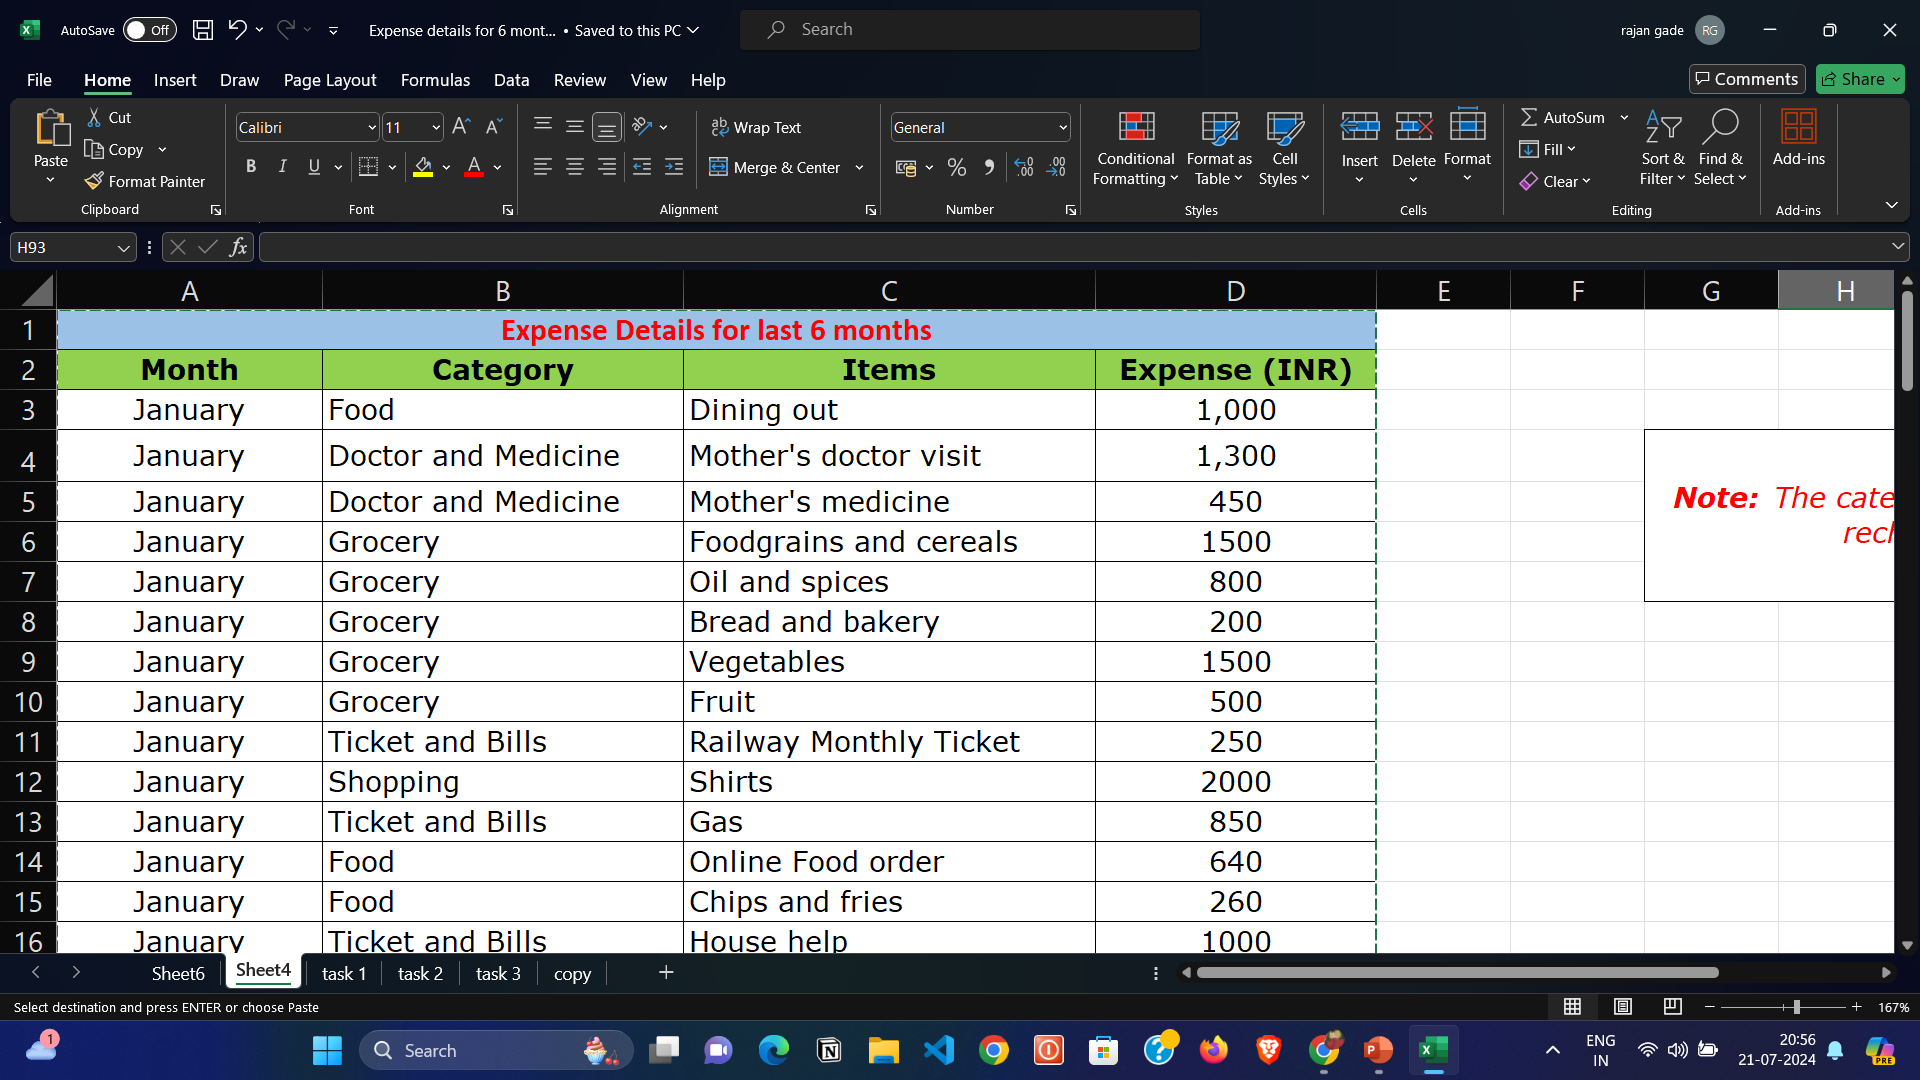 AutoSave Off Expense details for 6 mont... • Saved to this PC Search rajan gade RG
File Home Insert Draw Page Layout Formulas Data Review View Help Comments Share
Paste Cut Copy Format Painter Clipboard
Calibri 11 B I U A Font
Wrap Text Merge & Center Alignment
General % Number
Conditional Formatting Format as Table Cell Styles Styles
Insert Delete Format Cells
AutoSum Fill Clear Sort & Filter Find & Select Editing
Add-ins Add-ins
H93 fx
A B C D E F G H
1 Expense Details for last 6 months
2 Month Category Items Expense (INR)
3 January Food Dining out 1,000
4 January Doctor and Medicine Mother's doctor visit 1,300
5 January Doctor and Medicine Mother's medicine 450
Note: The cate
6 January Grocery Foodgrains and cereals 1500
7 January Grocery Oil and spices 800
8 January Grocery Bread and bakery 200
9 January Grocery Vegetables 1500
10 January Grocery Fruit 500
11 January Ticket and Bills Railway Monthly Ticket 250
12 January Shopping Shirts 2000
13 January Ticket and Bills Gas 850
14 January Food Online Food order 640
15 January Food Chips and fries 260
16 January Ticket and Bills House help 1000
Sheet6 Sheet4 task 1 task 2 task 3 copy
Select destination and press ENTER or choose Paste 167%
1 Search ENG IN 20:56 21-07-2024 PRE